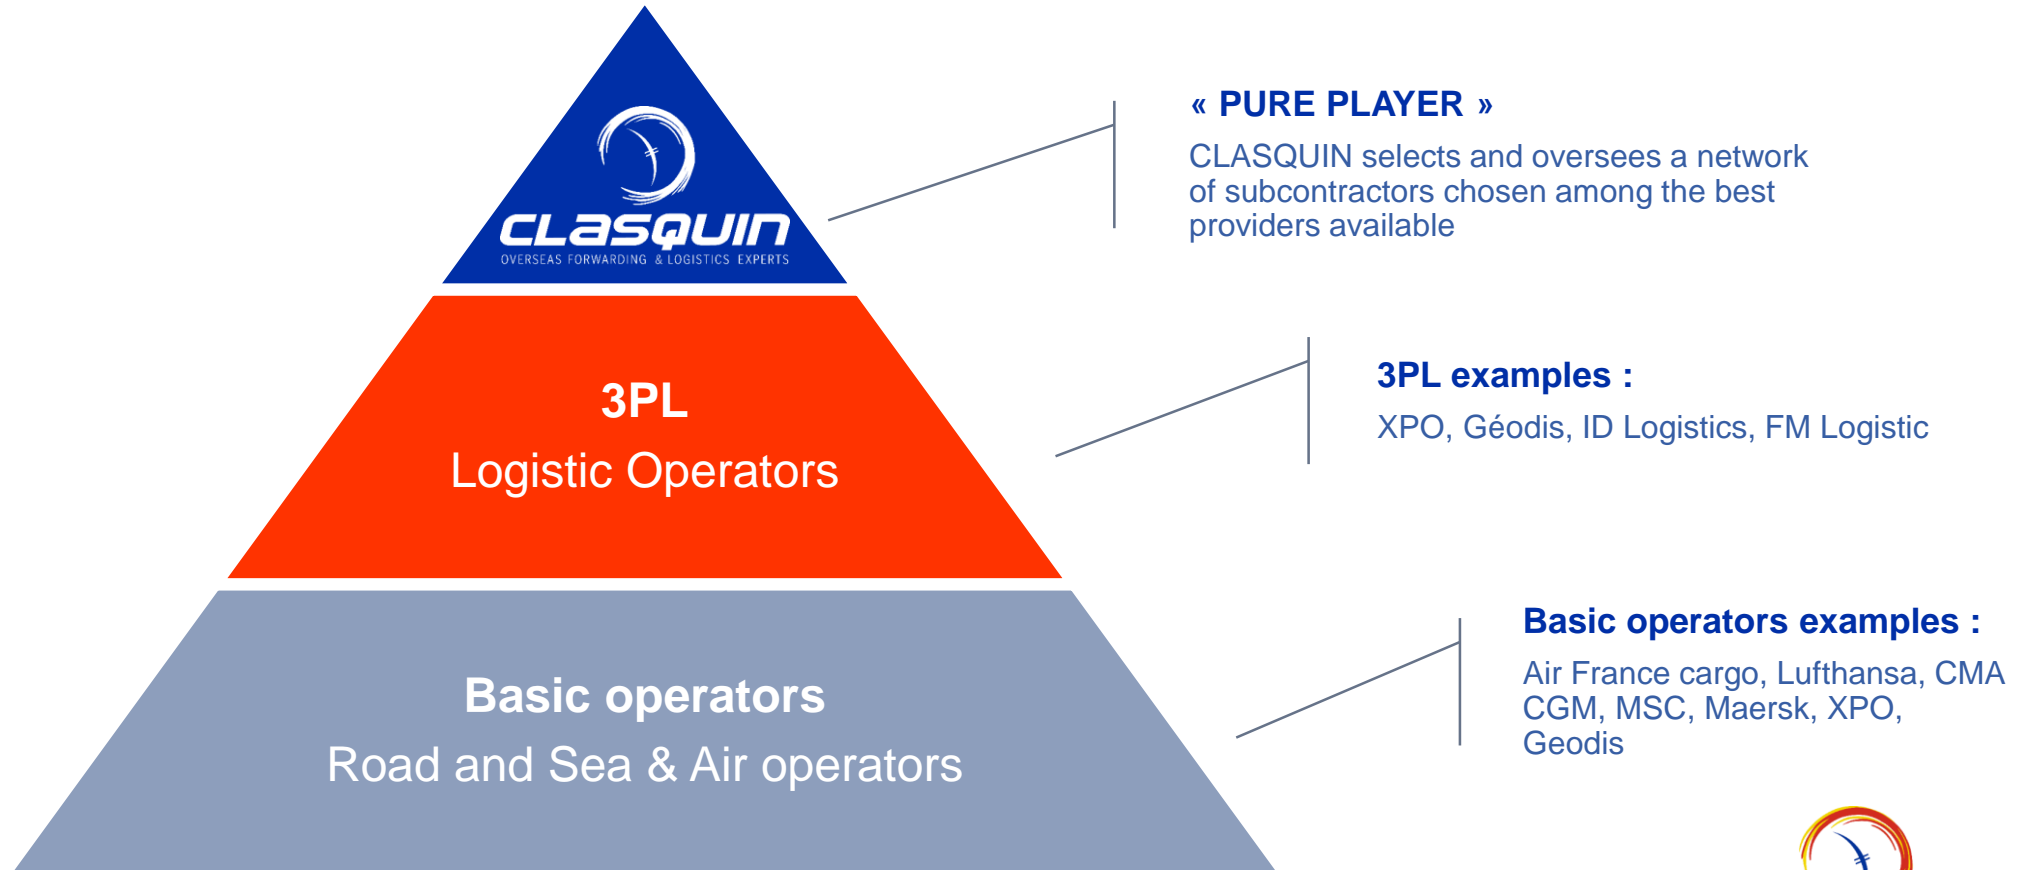 CLASQUIN
OVERSEAS FORWARDING & LOGISTICS EXPERTS
« PURE PLAYER »
CLASQUIN selects and oversees a network
of subcontractors chosen among the best
providers available
3PL
Logistic Operators
3PL examples :
XPO, Géodis, ID Logistics, FM Logistic
Basic operators
Road and Sea & Air operators
Basic operators examples :
Air France cargo, Lufthansa, CMA
CGM, MSC, Maersk, XPO,
Geodis